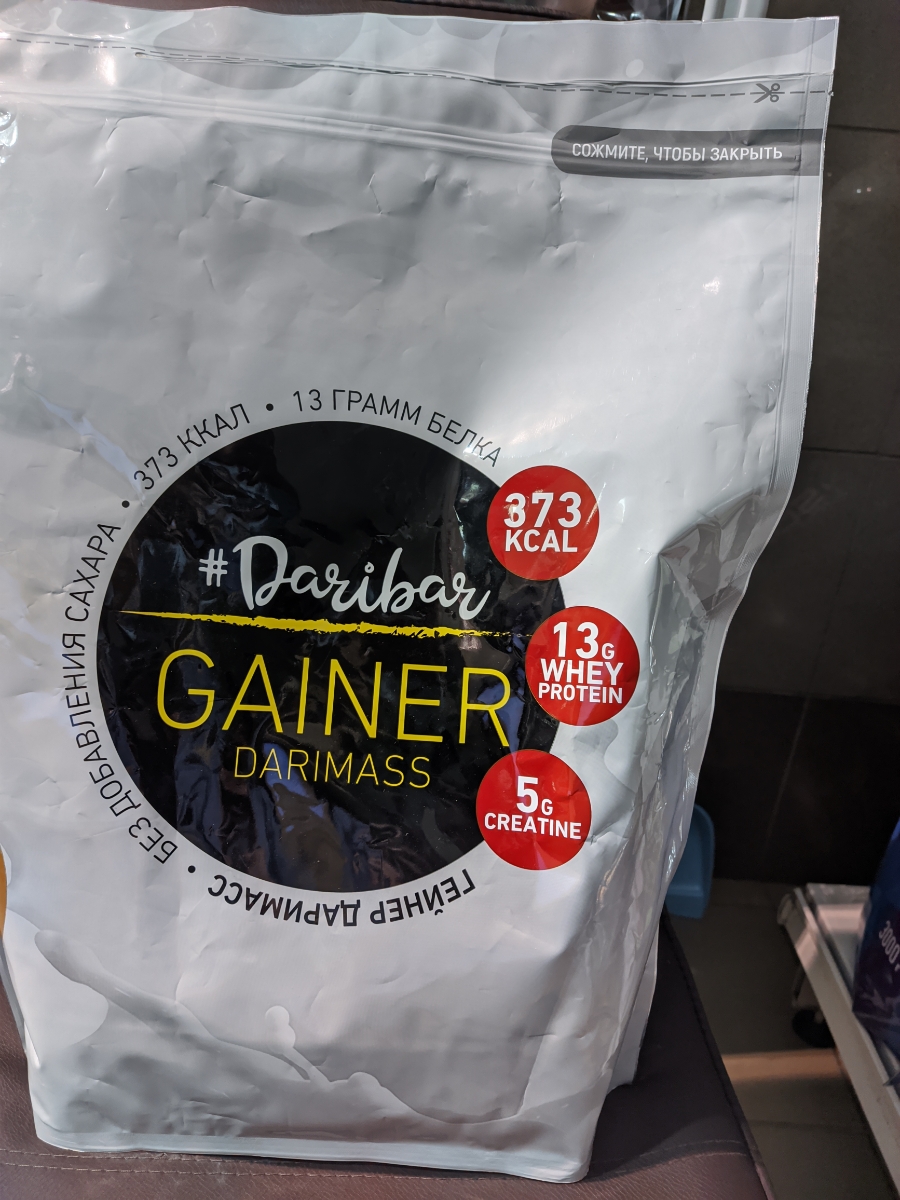 СОЖМИТЕ, ЧТОБЫ ЗАКРЫТЬ
БЕЗ ДОБАВЛЕНИЯ САХАРА • 373 ККАЛ • 13 ГРАММ БЕЛКА
#Daribar
GAINER
DARIMASS
373
KCAL
13G
WHEY
PROTEIN
5G
CREATINE
• ГЕЙНЕР ДАРИМАСС